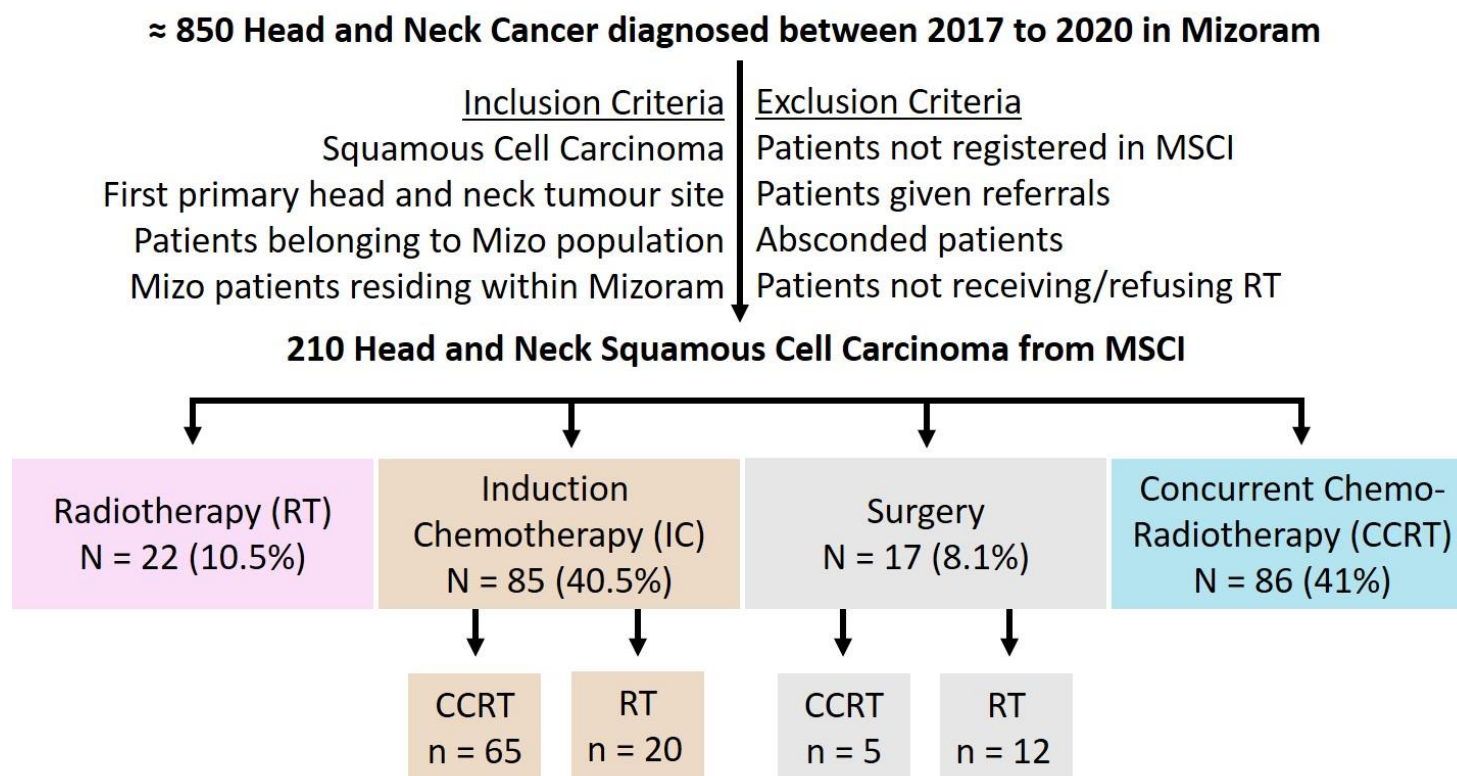 ≈ 850 Head and Neck Cancer diagnosed between 2017 to 2020 in Mizoram
Inclusion Criteria
Squamous Cell Carcinoma
First primary head and neck tumour site
Patients belonging to Mizo population
Mizo patients residing within Mizoram
Exclusion Criteria
Patients not registered in MSCI
Patients given referrals
Absconded patients
Patients not receiving/refusing RT
210 Head and Neck Squamous Cell Carcinoma from MSCI
Radiotherapy (RT)
N = 22 (10.5%)
Induction
Chemotherapy (IC)
N = 85 (40.5%)
Surgery
N = 17 (8.1%)
Concurrent Chemo-
Radiotherapy (CCRT)
N = 86 (41%)
CCRT
n = 65
RT
n = 20
CCRT
n = 5
RT
n = 12